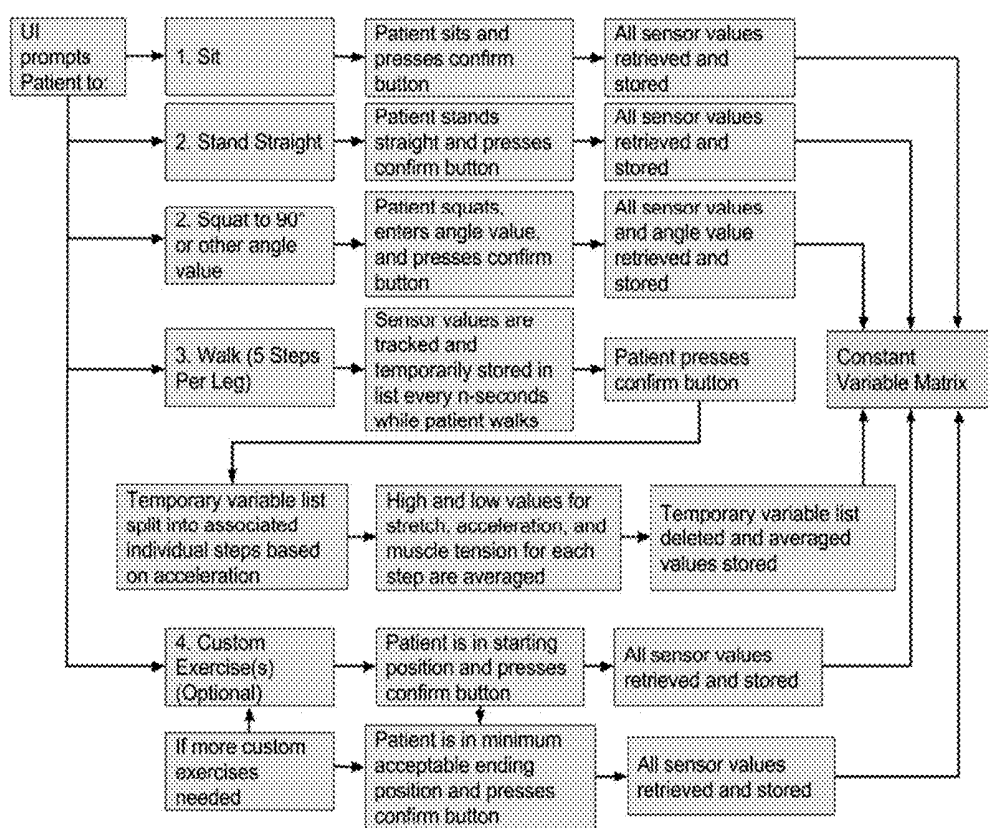 UI
prompts
Patient to:
1. Sit
Patient sits and
presses confirm
button
All sensor values
retrieved and
stored
2. Stand Straight
Patient stands
straight and presses
confirm button
All sensor values
retrieved and
stored
2. Squat to 90°
or other angle
value
Patient squats,
enters angle value,
and presses confirm
button
All sensor values
and angle value
retrieved and
stored
3. Walk (5 Steps
Per Leg)
Sensor values are
tracked and
temporarily stored in
list every n-seconds
while patient walks
Patient presses
confirm button
Constant
Variable Matrix
Temporary variable list
split into associated
individual steps based
on acceleration
High and low values for
stretch, acceleration, and
muscle tension for each
step are averaged
Temporary variable list
deleted and averaged
values stored
4. Custom
Exercise(s)
(Optional)
Patient is in starting
position and presses
confirm button
All sensor values
retrieved and stored
If more custom
exercises
needed
Patient is in minimum
acceptable ending
position and presses
confirm button
All sensor values
retrieved and stored